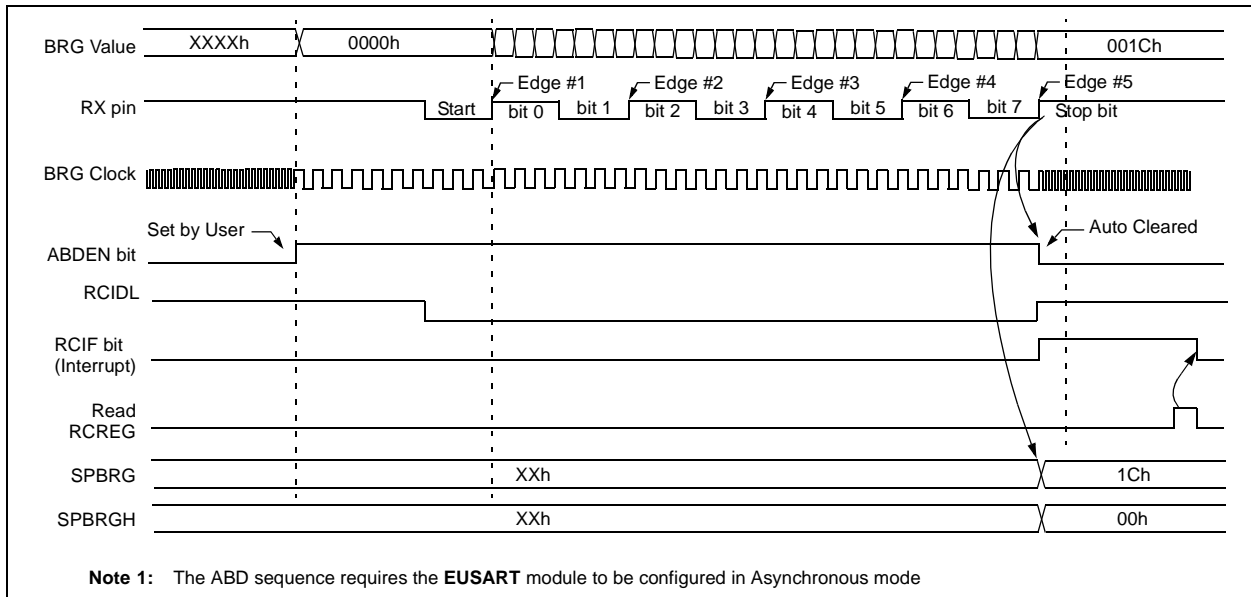 BRG Value XXXXh 0000h 001Ch
Edge #1 Edge #2 Edge #3 Edge #4 Edge #5
RX pin Start bit 0 bit 1 bit 2 bit 3 bit 4 bit 5 bit 6 bit 7 Stop bit
BRG Clock
Set by User Auto Cleared
ABDEN bit
RCIDL
RCIF bit
(Interrupt)
Read
RCREG
SPBRG XXh 1Ch
SPBRGH XXh 00h
Note 1: The ABD sequence requires the EUSART module to be configured in Asynchronous mode